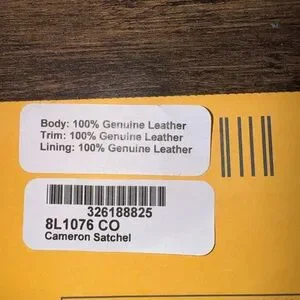 Body: 100% Genuine Leather
Trim: 100% Genuine Leather
Lining: 100% Genuine Leather
326188825
8L1076 CO
Cameron Satchel